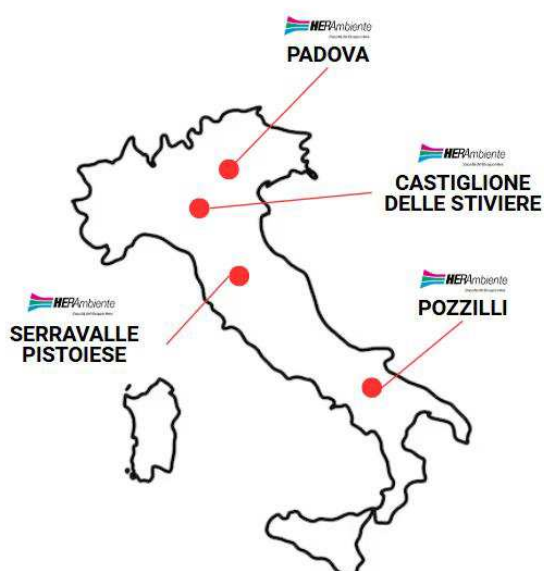 HERAmbiente
PADOVA
HERAmbiente
CASTIGLIONE
DELLE STIVIERE
HERAmbiente
POZZILLI
HERAmbiente
SERRAVALLE
PISTOIESE